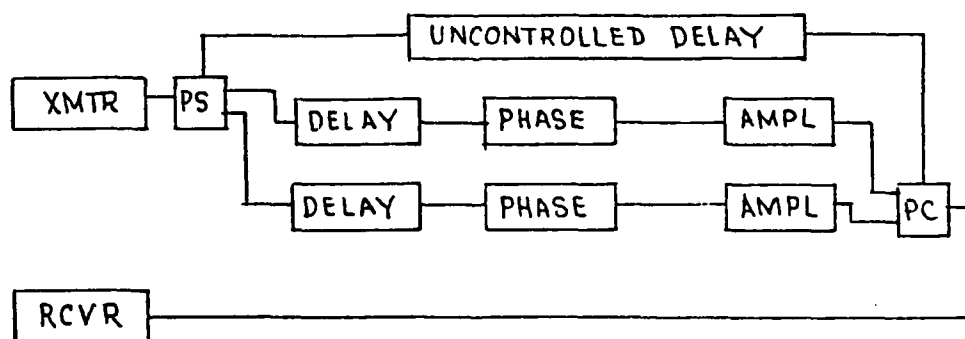 UNCONTROLLED DELAY
XMTR
PS
DELAY
PHASE
AMPL
DELAY
PHASE
AMPL
PC
RCVR